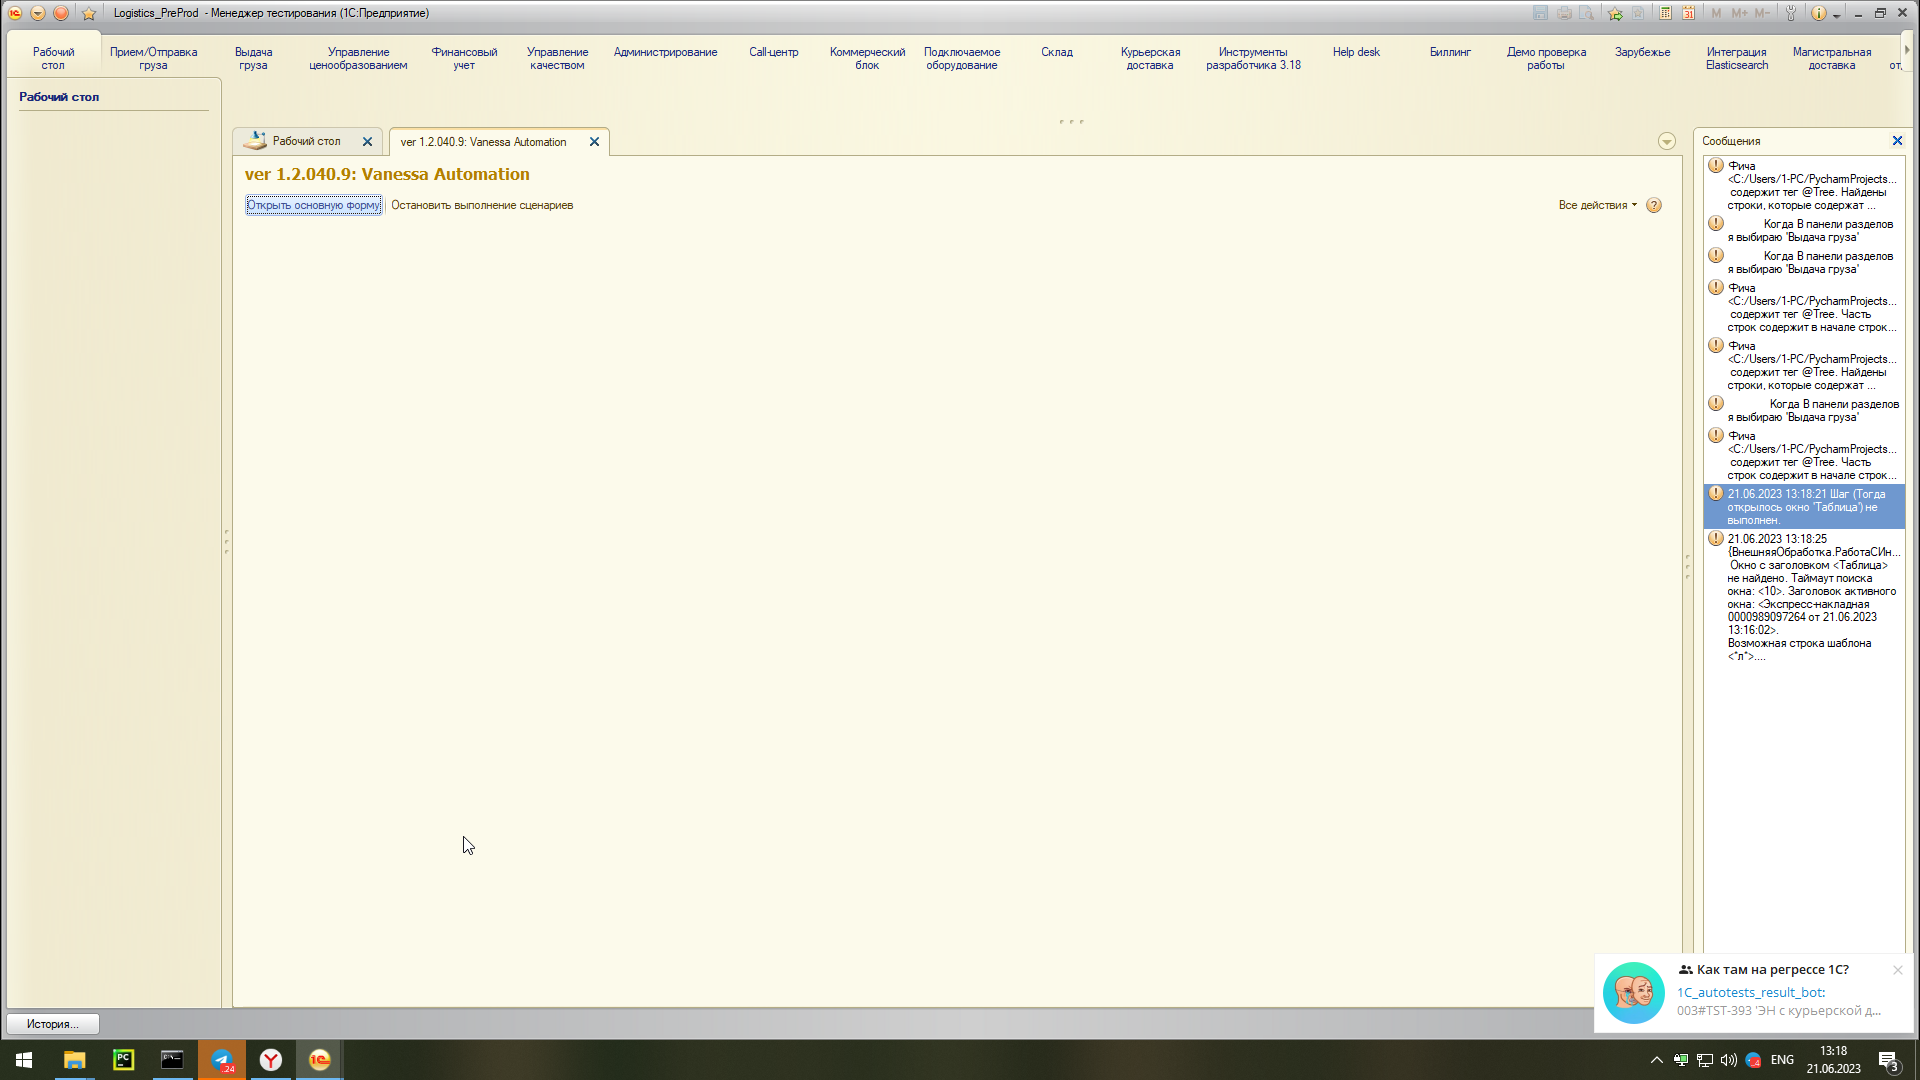 Logistics_PreProd - Менеджер тестирования (1С:Предприятие)
M M+ M-
Рабочий стол
Прием/Отправка груза
Выдача груза
Управление ценообразованием
Финансовый учет
Управление качеством
Администрирование
Call-центр
Коммерческий блок
Подключаемое оборудование
Склад
Курьерская доставка
Инструменты разработчика 3.18
Help desk
Биллинг
Демо проверка работы
Зарубежье
Интеграция Elasticsearch
Магистральная доставка
Рабочий стол
Рабочий стол
ver 1.2.040.9: Vanessa Automation
ver 1.2.040.9: Vanessa Automation
Открыть основную форму
Остановить выполнение сценариев
Все действия
Сообщения
Фича
<C:/Users/1-PC/PycharmProjects...
содержит тег @Tree. Найдены
строки, которые содержат ...
Когда В панели разделов
я выбираю 'Выдача груза'
Когда В панели разделов
я выбираю 'Выдача груза'
Фича
<C:/Users/1-PC/PycharmProjects...
содержит тег @Tree. Часть
строк содержит в начале строк...
Фича
<C:/Users/1-PC/PycharmProjects...
содержит тег @Tree. Найдены
строки, которые содержат ...
Когда В панели разделов
я выбираю 'Выдача груза'
Фича
<C:/Users/1-PC/PycharmProjects...
содержит тег @Tree. Часть
строк содержит в начале строк...
21.06.2023 13:18:21 Шаг (Тогда
открылось окно 'Таблица') не
выполнен.
21.06.2023 13:18:25
{ВнешняяОбработка.РаботаСИн...
Окно с заголовком <Таблица>
не найдено. Таймаут поиска
окна: <10>. Заголовок активного
окна: <Экспресс-накладная
0000989097264 от 21.06.2023
13:16:02>.
Возможная строка шаблона
<*л*>....
Как там на регрессе 1С?
1C_autotests_result_bot:
003#TST-393 'ЭН с курьерской д...
История...
ENG
13:18
21.06.2023
3